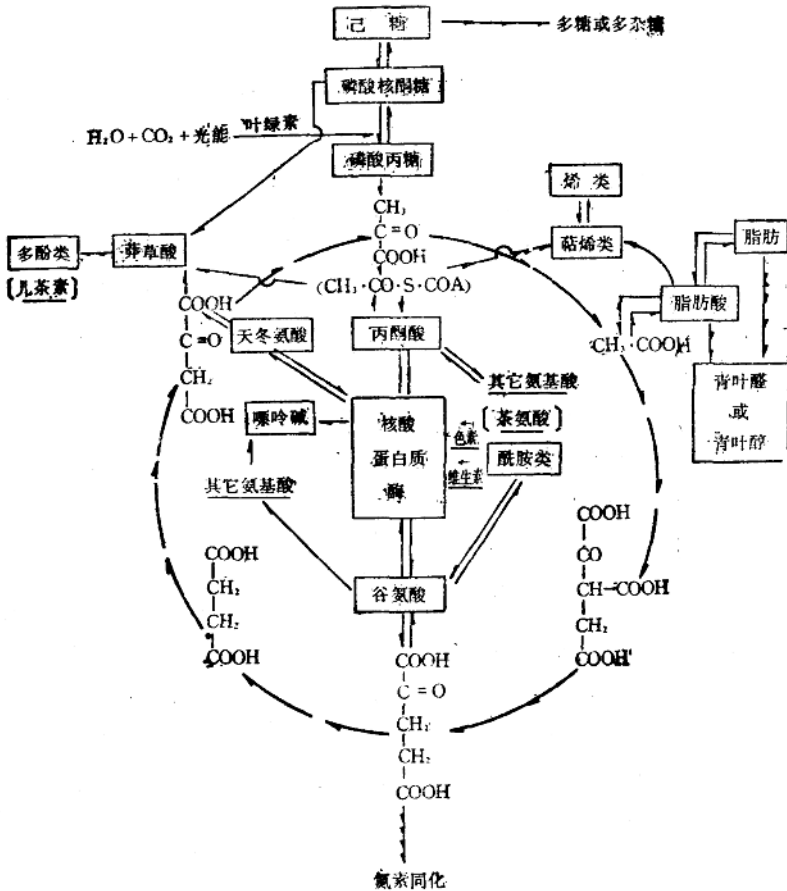 己糖
多糖或多杂糖
磷酸核酮糖
H₂O + CO₂ + 光能
叶绿素
磷酸丙糖
烯类
CH₃
C = O
COOH
多酚类
莽草酸
萜烯类
脂肪
〔儿茶素〕
(CH₃·CO·S·COA)
脂肪酸
COOH
C = O
CH₂
COOH
天冬氨酸
丙酮酸
CH₃·COOH
其它氨基酸
〔茶氨酸〕
青叶醛
或
青叶醇
嘌呤碱
核酸
蛋白质
酶
色素
维生素
酰胺类
其它氨基酸
COOH
CO
CH—COOH
CH₂
COOH
COOH
CH₂
CH₂
COOH
谷氨酸
COOH
C = O
CH₂
CH₂
COOH
氮素同化